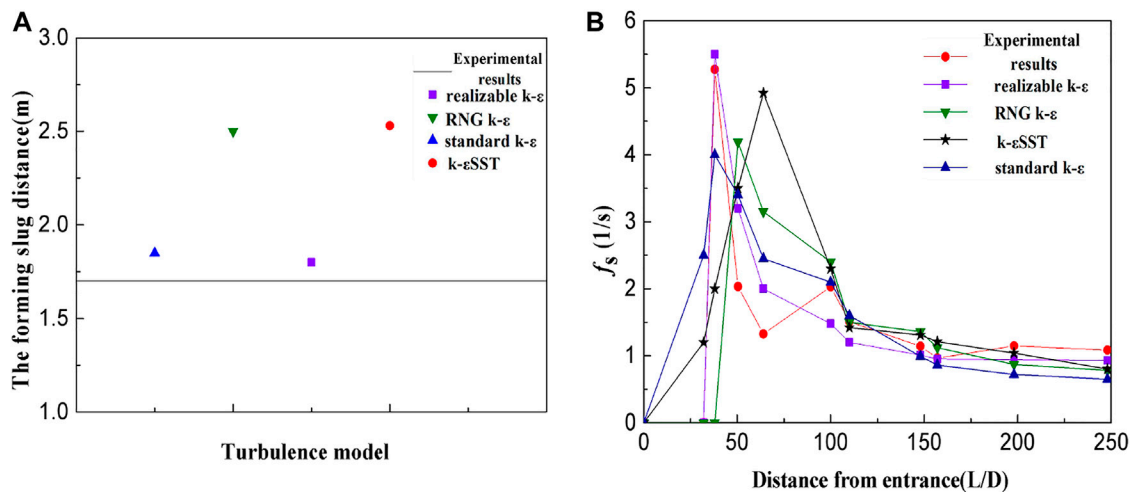 A
The forming slug distance(m)
3.0
2.5
2.0
1.5
1.0
Experimental
results
realizable k-ε
RNG k-ε
standard k-ε
k-εSST
Turbulence model
B
fs (1/s)
6
5
4
3
2
1
0
Experimental
results
realizable k-ε
RNG k-ε
k-εSST
standard k-ε
0 50 100 150 200 250
Distance from entrance(L/D)